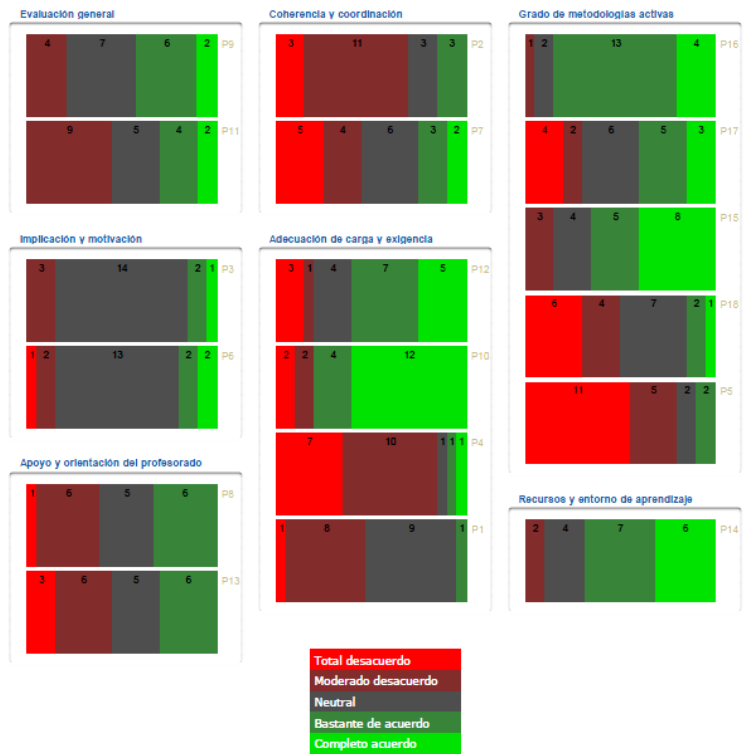 Evaluación general
4 7 6 2 P9
9 5 4 2 P11
Implicación y motivación
3 14 2 1 P3
1 2 13 2 2 P6
Apoyo y orientación del profesorado
1 6 5 6 P8
3 6 5 6 P13
Coherencia y coordinación
3 11 3 3 P2
5 4 6 3 2 P7
Adecuación de carga y exigencia
3 1 4 7 5 P12
2 2 4 12 P10
7 10 1 1 1 P4
1 8 9 1 P1
Grado de metodologías activas
1 2 13 4 P16
4 2 6 5 3 P17
3 4 5 8 P15
6 4 7 2 1 P18
11 5 2 2 P5
Recursos y entorno de aprendizaje
2 4 7 6 P14
Total desacuerdo
Moderado desacuerdo
Neutral
Bastante de acuerdo
Completo acuerdo